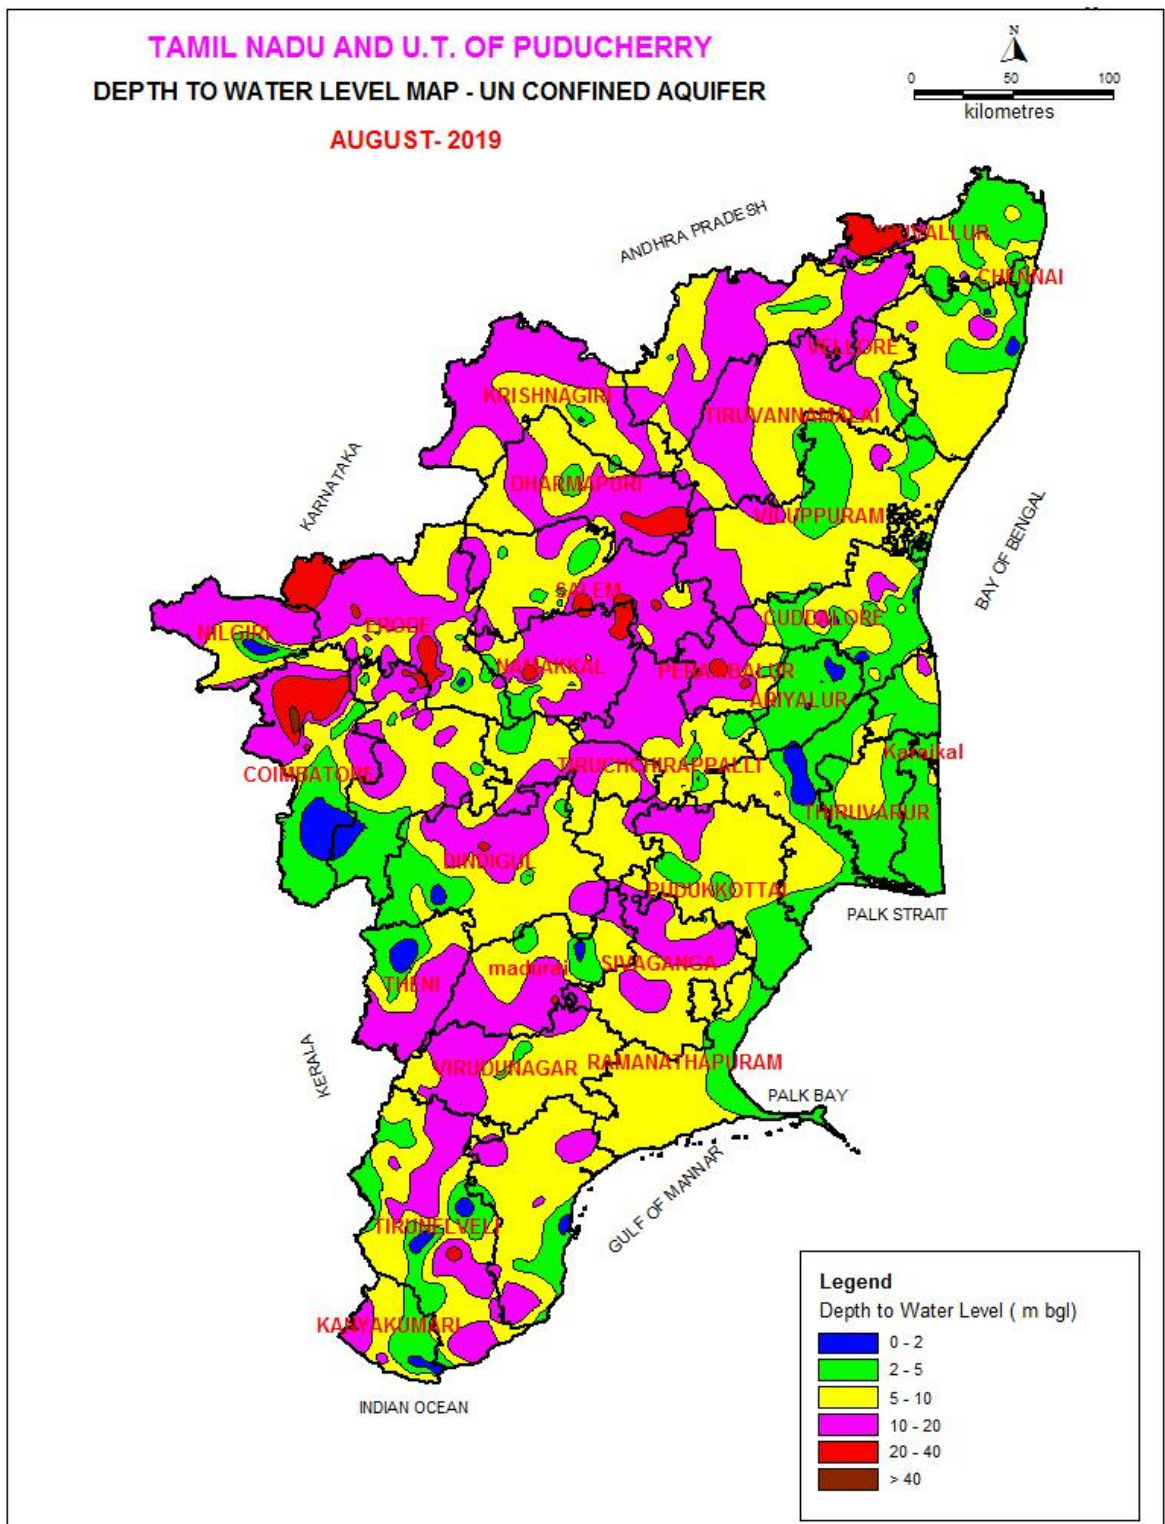 TAMIL NADU AND U.T. OF PUDUCHERRY
DEPTH TO WATER LEVEL MAP - UN CONFINED AQUIFER
AUGUST- 2019
N
0 50 100
kilometres
ANDHRA PRADESH
CHENNAI
VELLORE
KRISHNAGIRI
TIRUVANNAMALAI
KARNATAKA
DHARMAPURI
VILUPPURAM
BAY OF BENGAL
SALEM
CUDDALORE
NILGIRI
ERODE
NAMAKKAL
PERAMBALUR
ARIYALUR
Karaikal
COIMBATORE
TIRUCHCHIRAPPALLI
THIRUVARUR
DINDIGUL
PUDUKKOTTAI
PALK STRAIT
madurai
SIVAGANGA
THENI
KERALA
VIRUDUNAGAR
RAMANATHAPURAM
PALK BAY
GULF OF MANNAR
TIRUNELVELI
KANYAKUMARI
INDIAN OCEAN
Legend
Depth to Water Level ( m bgl)
0 - 2
2 - 5
5 - 10
10 - 20
20 - 40
> 40